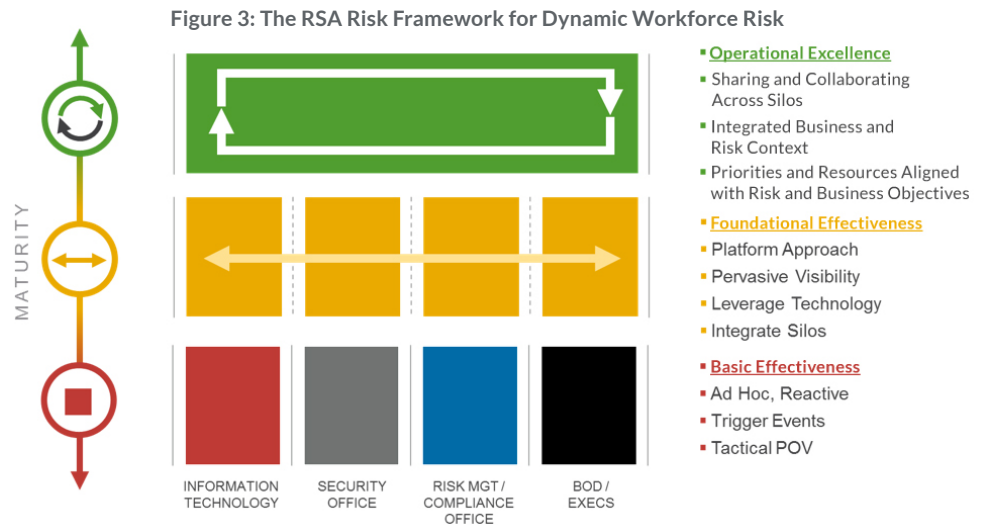 Figure 3: The RSA Risk Framework for Dynamic Workforce Risk
MATURITY
Operational Excellence
Sharing and Collaborating
Across Silos
Integrated Business and
Risk Context
Priorities and Resources Aligned
with Risk and Business Objectives
Foundational Effectiveness
Platform Approach
Pervasive Visibility
Leverage Technology
Integrate Silos
Basic Effectiveness
Ad Hoc, Reactive
Trigger Events
Tactical POV
INFORMATION
TECHNOLOGY
SECURITY
OFFICE
RISK MGT /
COMPLIANCE
OFFICE
BOD /
EXECS